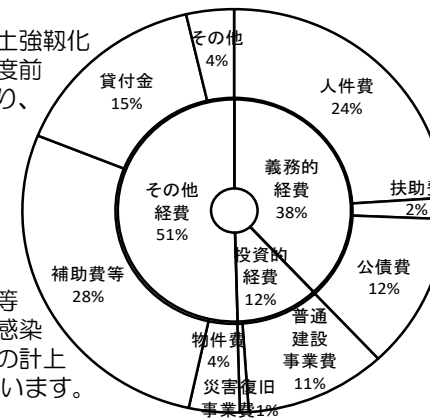 土強靱化
度前
り、
等
感染
の計上
います。
その他
4%
貸付金
15%
人件費
24%
扶助費
2%
義務的
経費
38%
その他
経費
51%
投資的
経費
12%
公債費
12%
補助費等
28%
物件費
4%
普通
建設
事業費
11%
災害復旧
事業費1%